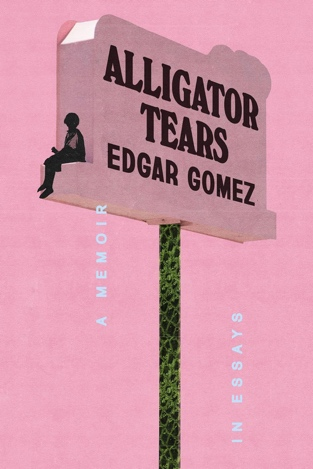 ALLIGATOR
TEARS
EDGAR GOMEZ
A MEMOIR
IN ESSAYS